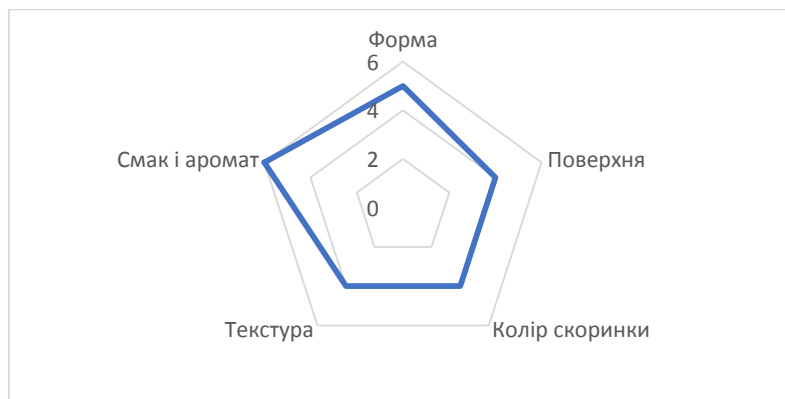 Форма
6
4
Смак і аромат
Поверхня
2
0
Текстура
Колір скоринки